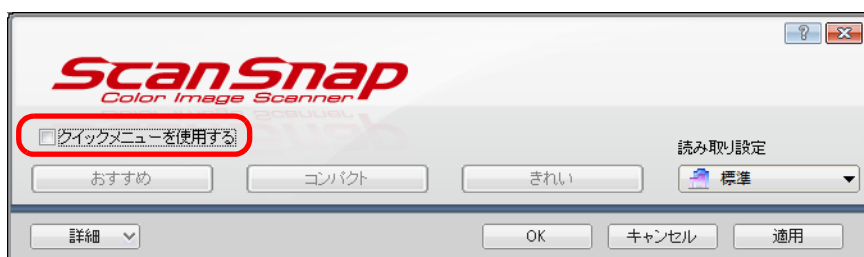 ScanSnap
Color Image Scanner
クイックメニューを使用する
読み取り設定
おすすめ
コンパクト
きれい
標準
詳細
OK
キャンセル
適用